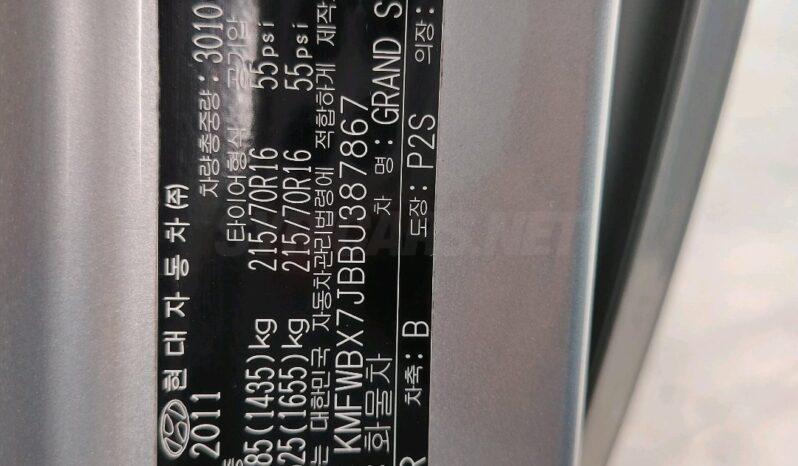 현대자동차(주)
2011 차량총중량: 3010
타이어형식 공기압
85(1435)kg 215/70R16 55psi
525(1655)kg 215/70R16 55psi
는 대한민국 자동차관리법령에 적합하게 제작
KMFWBX7JBBU387867
화물차 차 명: GRAND S
R 차축: B 도장: P2S 의장: